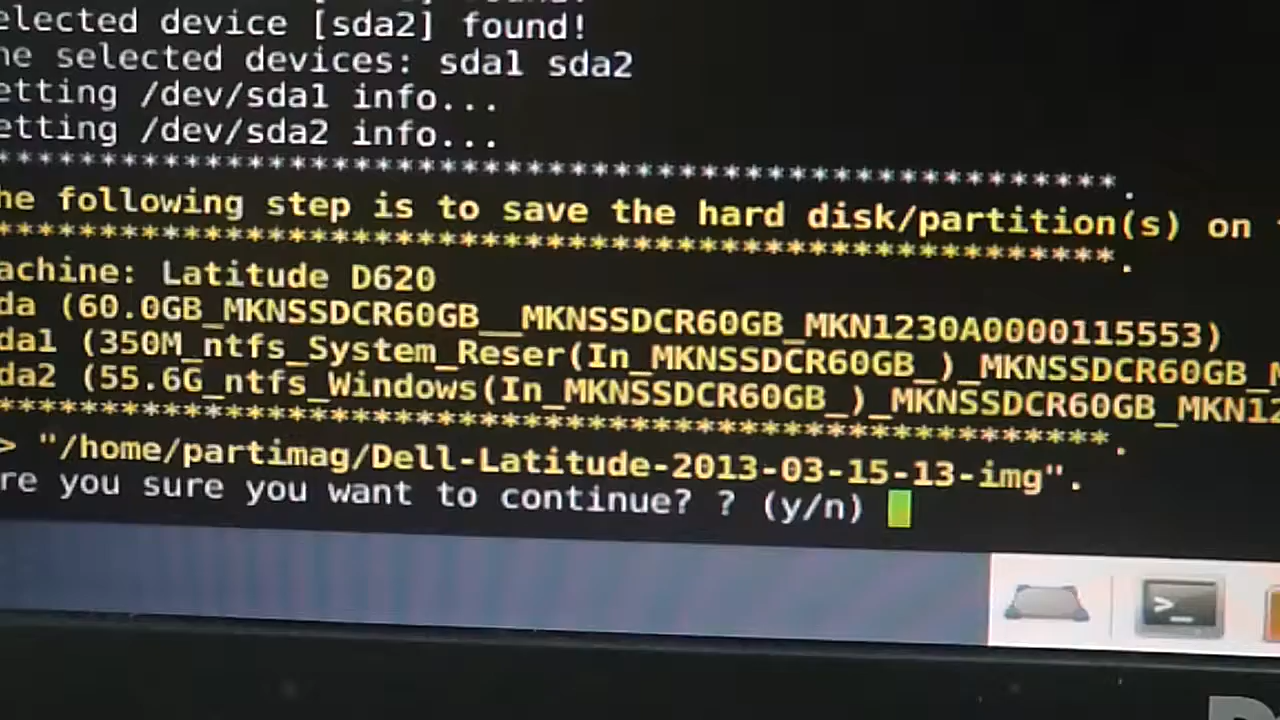 elected device [sda2] found!
he selected devices: sda1 sda2
etting /dev/sda1 info...
etting /dev/sda2 info...
he following step is to save the hard disk/partition(s) on
achine: Latitude D620
da (60.0GB_MKNSSDCR60GB__MKNSSDCR60GB_MKN1230A0000115553)
da1 (350M_ntfs_System_Reser(In_MKNSSDCR60GB_)_MKNSSDCR60GB_M
da2 (55.6G_ntfs_Windows(In_MKNSSDCR60GB_)_MKNSSDCR60GB_MKN12
> "/home/partimag/Dell-Latitude-2013-03-15-13-img".
re you sure you want to continue? ? (y/n)